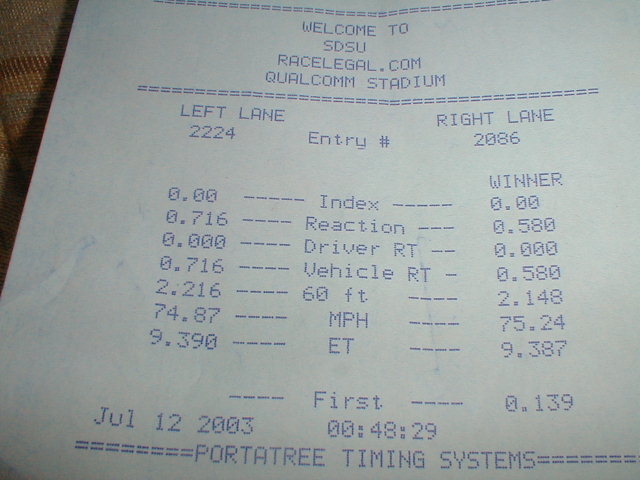 ================================
WELCOME TO
SDSU
RACELEGAL.COM
QUALCOMM STADIUM
================================
LEFT LANE RIGHT LANE
2224 Entry # 2086
WINNER
0.00 ----- Index ----- 0.00
0.716 ---- Reaction --- 0.580
0.000 ---- Driver RT -- 0.000
0.716 ---- Vehicle RT - 0.580
2.216 ---- 60 ft ---- 2.148
74.87 ---- MPH ---- 75.24
9.390 ---- ET ---- 9.387
---- First ---- 0.139
Jul 12 2003 00:48:29
========PORTATREE TIMING SYSTEMS=======